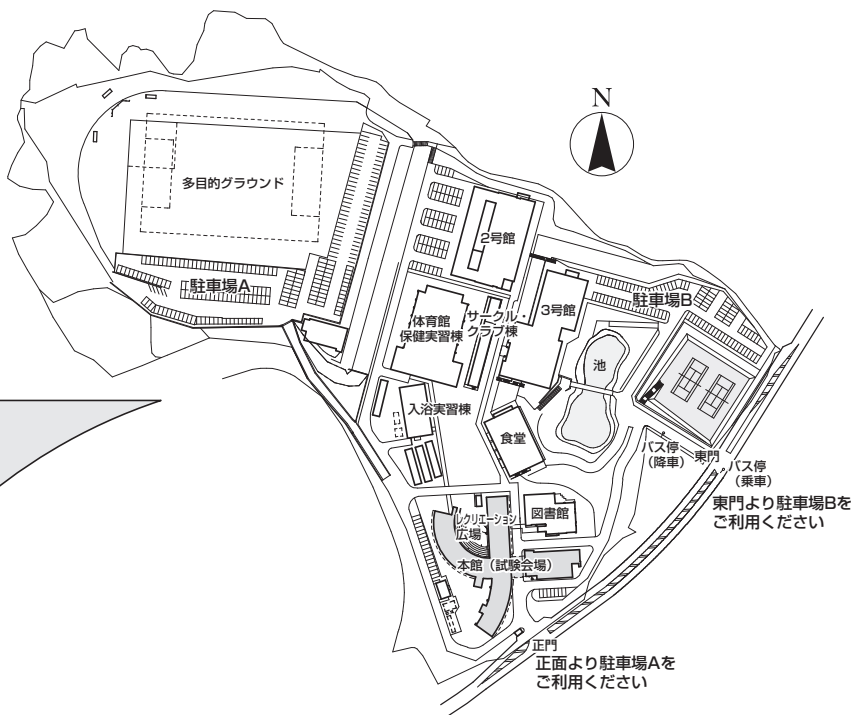 N
多目的グラウンド
2号館
駐車場A
駐車場B
体育館
保健実習棟
サークル・
クラブ棟
3号館
池
入浴実習棟
食堂
バス停
(降車)
東門
バス停
(乗車)
東門より駐車場Bを
ご利用ください
図書館
レクリエーション
広場
本館(試験会場)
正門
正面より駐車場Aを
ご利用ください